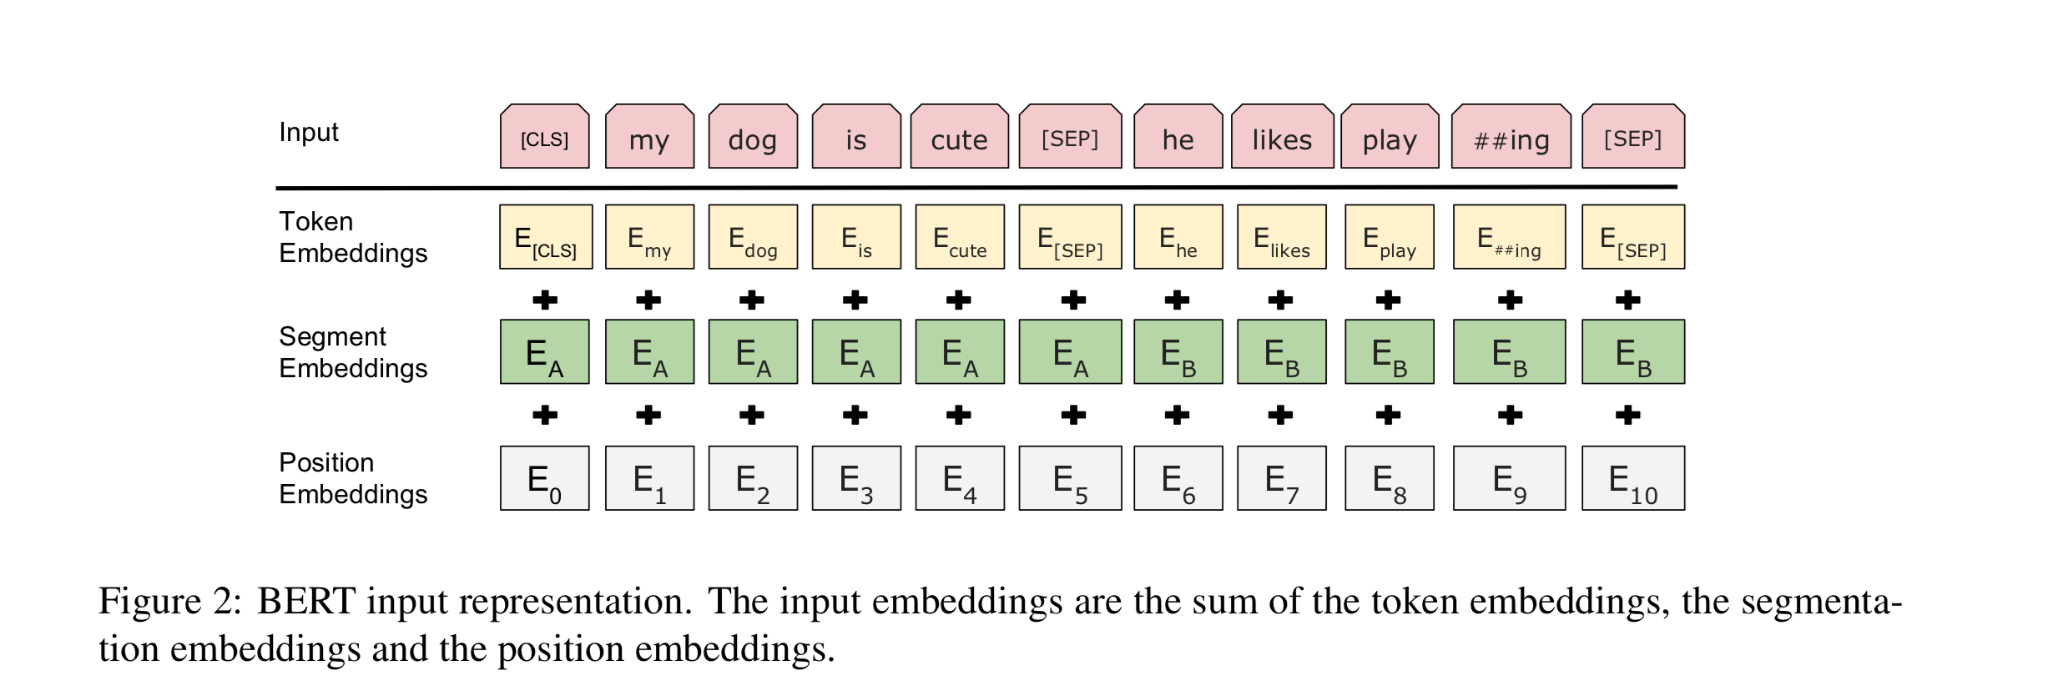 Input [CLS] my dog is cute [SEP] he likes play ##ing [SEP]
Token
Embeddings E[CLS] Emy Edog Eis Ecute E[SEP] Ehe Elikes Eplay E##ing E[SEP]
+ + + + + + + + + + +
Segment
Embeddings EA EA EA EA EA EA EB EB EB EB EB
+ + + + + + + + + + +
Position
Embeddings E0 E1 E2 E3 E4 E5 E6 E7 E8 E9 E10
Figure 2: BERT input representation. The input embeddings are the sum of the token embeddings, the segmenta-
tion embeddings and the position embeddings.